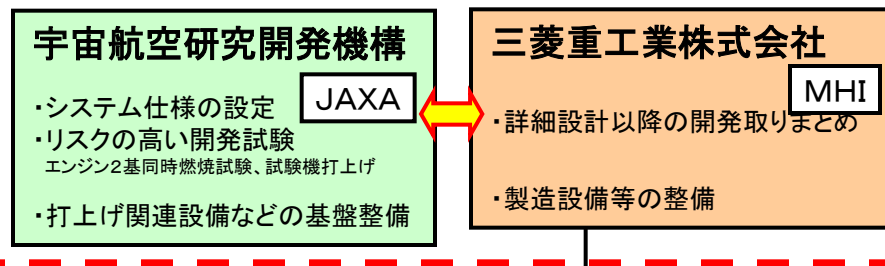 宇宙航空研究開発機構
JAXA
・システム仕様の設定
・リスクの高い開発試験
エンジン2基同時燃焼試験、試験機打上げ
・打上げ関連設備などの基盤整備
三菱重工業株式会社
MHI
・詳細設計以降の開発取りまとめ
・製造設備等の整備